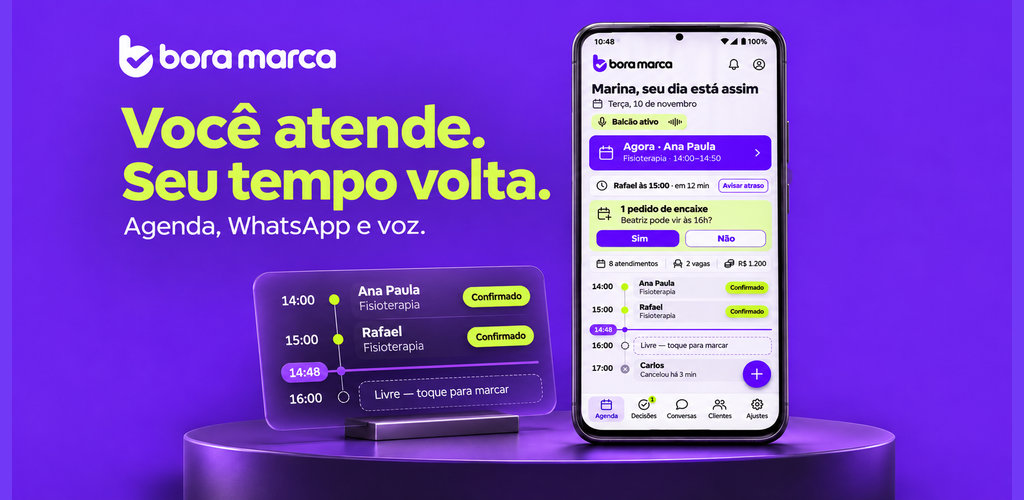 bora marca
Você atende.
Seu tempo volta.
Agenda, WhatsApp e voz.
14:00 Ana Paula
Fisioterapia
Confirmado
15:00 Rafael
Fisioterapia
Confirmado
14:48
16:00 Livre — toque para marcar
10:48 100%
bora marca
Marina, seu dia está assim
Terça, 10 de novembro
Balcão ativo
Agora · Ana Paula
Fisioterapia · 14:00–14:50
Rafael às 15:00 · em 12 min Avisar atraso
1 pedido de encaixe
Beatriz pode vir às 16h?
Sim Não
8 atendimentos 2 vagas R$ 1.200
14:00 Ana Paula
Fisioterapia
Confirmado
15:00 Rafael
Fisioterapia
Confirmado
14:48
16:00 Livre — toque para marcar
17:00 Carlos
Cancelou há 3 min
1
Agenda Decisões Conversas Clientes Ajustes